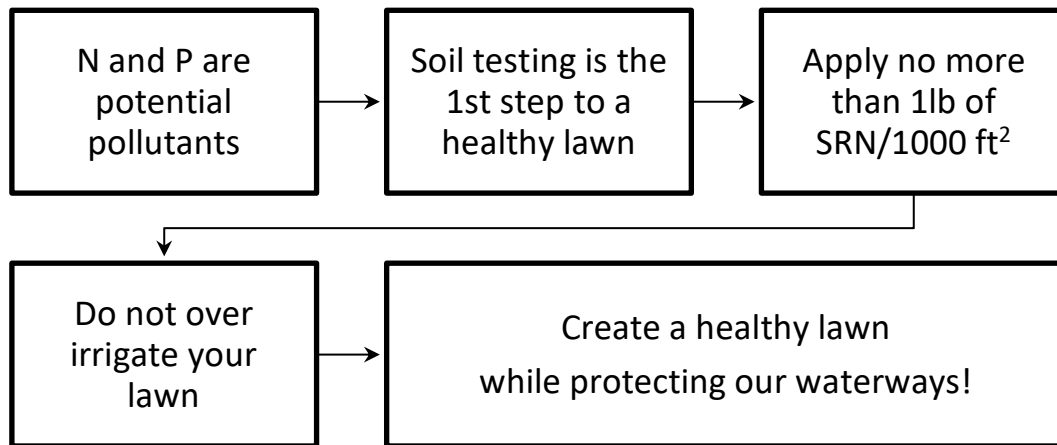 N and P are
potential
pollutants
Soil testing is the
1st step to a
healthy lawn
Apply no more
than 1lb of
SRN/1000 ft²
Do not over
irrigate your
lawn
Create a healthy lawn
while protecting our waterways!